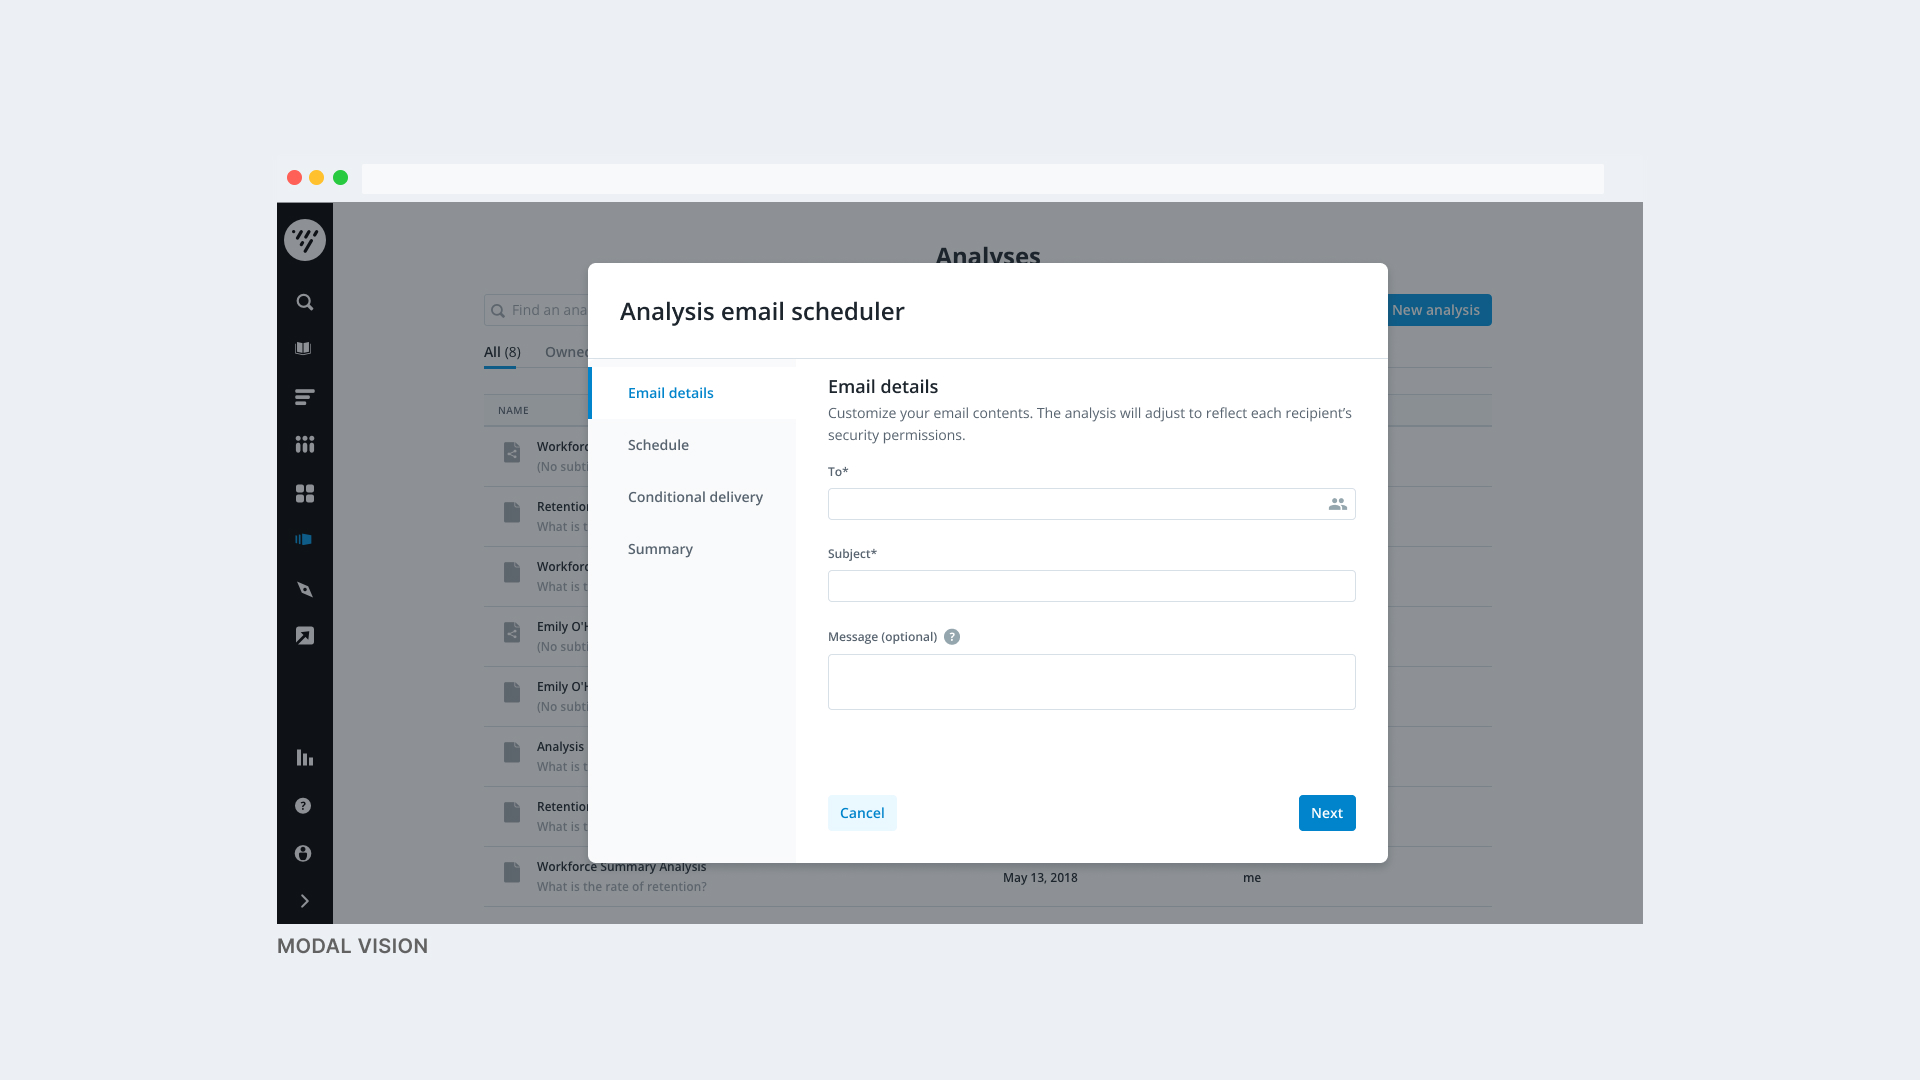 Analyses
Find an ana
New analysis
All (8) Owne
NAME
Workforc
(No subti
Retention
What is t
Workforc
What is t
Emily O'H
(No subti
Emily O'H
(No subti
Analysis
What is t
Retention
What is t
Workforce Summary Analysis
What is the rate of retention?
May 13, 2018
me
Analysis email scheduler
Email details
Schedule
Conditional delivery
Summary
Email details
Customize your email contents. The analysis will adjust to reflect each recipient’s
security permissions.
To*
Subject*
Message (optional) ?
Cancel
Next
MODAL VISION